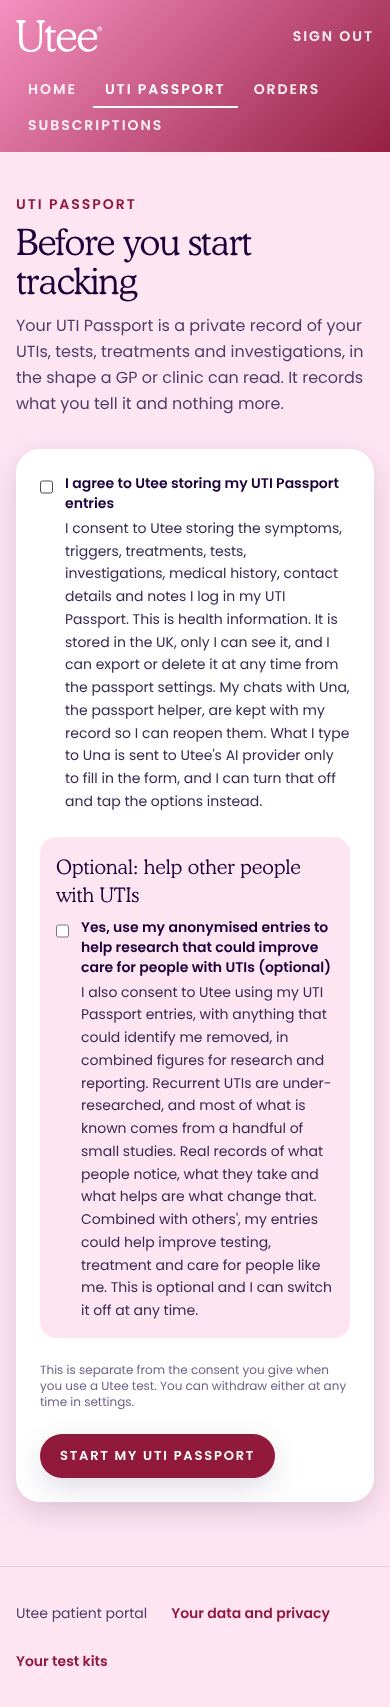 Utee®
SIGN OUT
HOME
UTI PASSPORT
ORDERS
SUBSCRIPTIONS
UTI PASSPORT
Before you start
tracking
Your UTI Passport is a private record of your
UTIs, tests, treatments and investigations, in
the shape a GP or clinic can read. It records
what you tell it and nothing more.
I agree to Utee storing my UTI Passport
entries
I consent to Utee storing the symptoms,
triggers, treatments, tests,
investigations, medical history, contact
details and notes I log in my UTI
Passport. This is health information. It is
stored in the UK, only I can see it, and I
can export or delete it at any time from
the passport settings. My chats with Una,
the passport helper, are kept with my
record so I can reopen them. What I type
to Una is sent to Utee's AI provider only
to fill in the form, and I can turn that off
and tap the options instead.
Optional: help other people
with UTIs
Yes, use my anonymised entries to
help research that could improve
care for people with UTIs (optional)
I also consent to Utee using my UTI
Passport entries, with anything that
could identify me removed, in
combined figures for research and
reporting. Recurrent UTIs are under-
researched, and most of what is
known comes from a handful of
small studies. Real records of what
people notice, what they take and
what helps are what change that.
Combined with others', my entries
could help improve testing,
treatment and care for people like
me. This is optional and I can switch
it off at any time.
This is separate from the consent you give when
you use a Utee test. You can withdraw either at any
time in settings.
START MY UTI PASSPORT
Utee patient portal
Your data and privacy
Your test kits